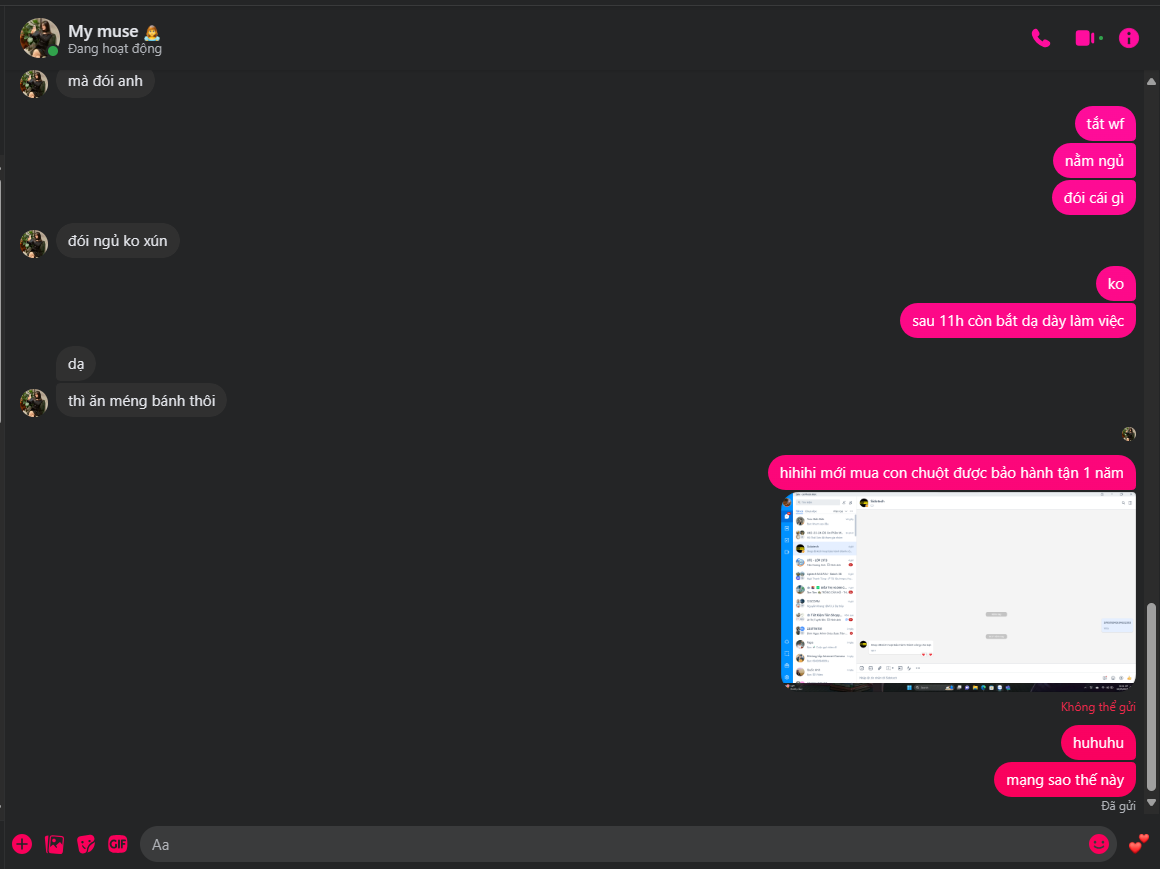 My muse
Đang hoạt động
mà đói anh
tắt wf
nằm ngủ
đói cái gì
đói ngủ ko xún
ko
sau 11h còn bắt dạ dày làm việc
dạ
thì ăn méng bánh thôi
hihihi mới mua con chuột được bảo hành tận 1 năm
Không thể gửi
huhuhu
mạng sao thế này
Đã gửi
GIF
Aa